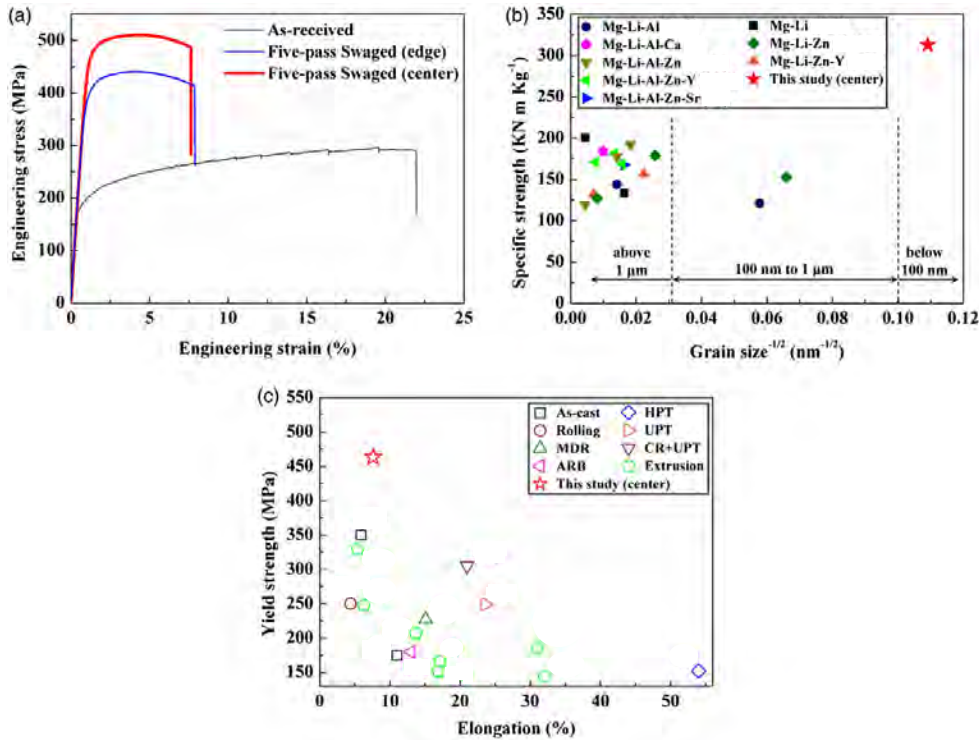 (a)
As-received
Five-pass Swaged (edge)
Five-pass Swaged (center)
Engineering stress (MPa)
500
400
300
200
100
0
0 5 10 15 20 25
Engineering strain (%)
(b)
Mg-Li-Al
Mg-Li-Al-Ca
Mg-Li-Al-Zn
Mg-Li-Al-Zn-Y
Mg-Li-Al-Zn-Sr
Mg-Li
Mg-Li-Zn
Mg-Li-Zn-Y
This study (center)
Specific strength (KN m Kg⁻¹)
350
300
250
200
150
100
50
0
above
1 μm
100 nm to 1 μm
below
100 nm
0.00 0.02 0.04 0.06 0.08 0.10 0.12
Grain size⁻¹/² (nm⁻¹/²)
(c)
As-cast
Rolling
MDR
ARB
This study (center)
HPT
UPT
CR+UPT
Extrusion
Yield strength (MPa)
550
500
450
400
350
300
250
200
150
0 10 20 30 40 50
Elongation (%)